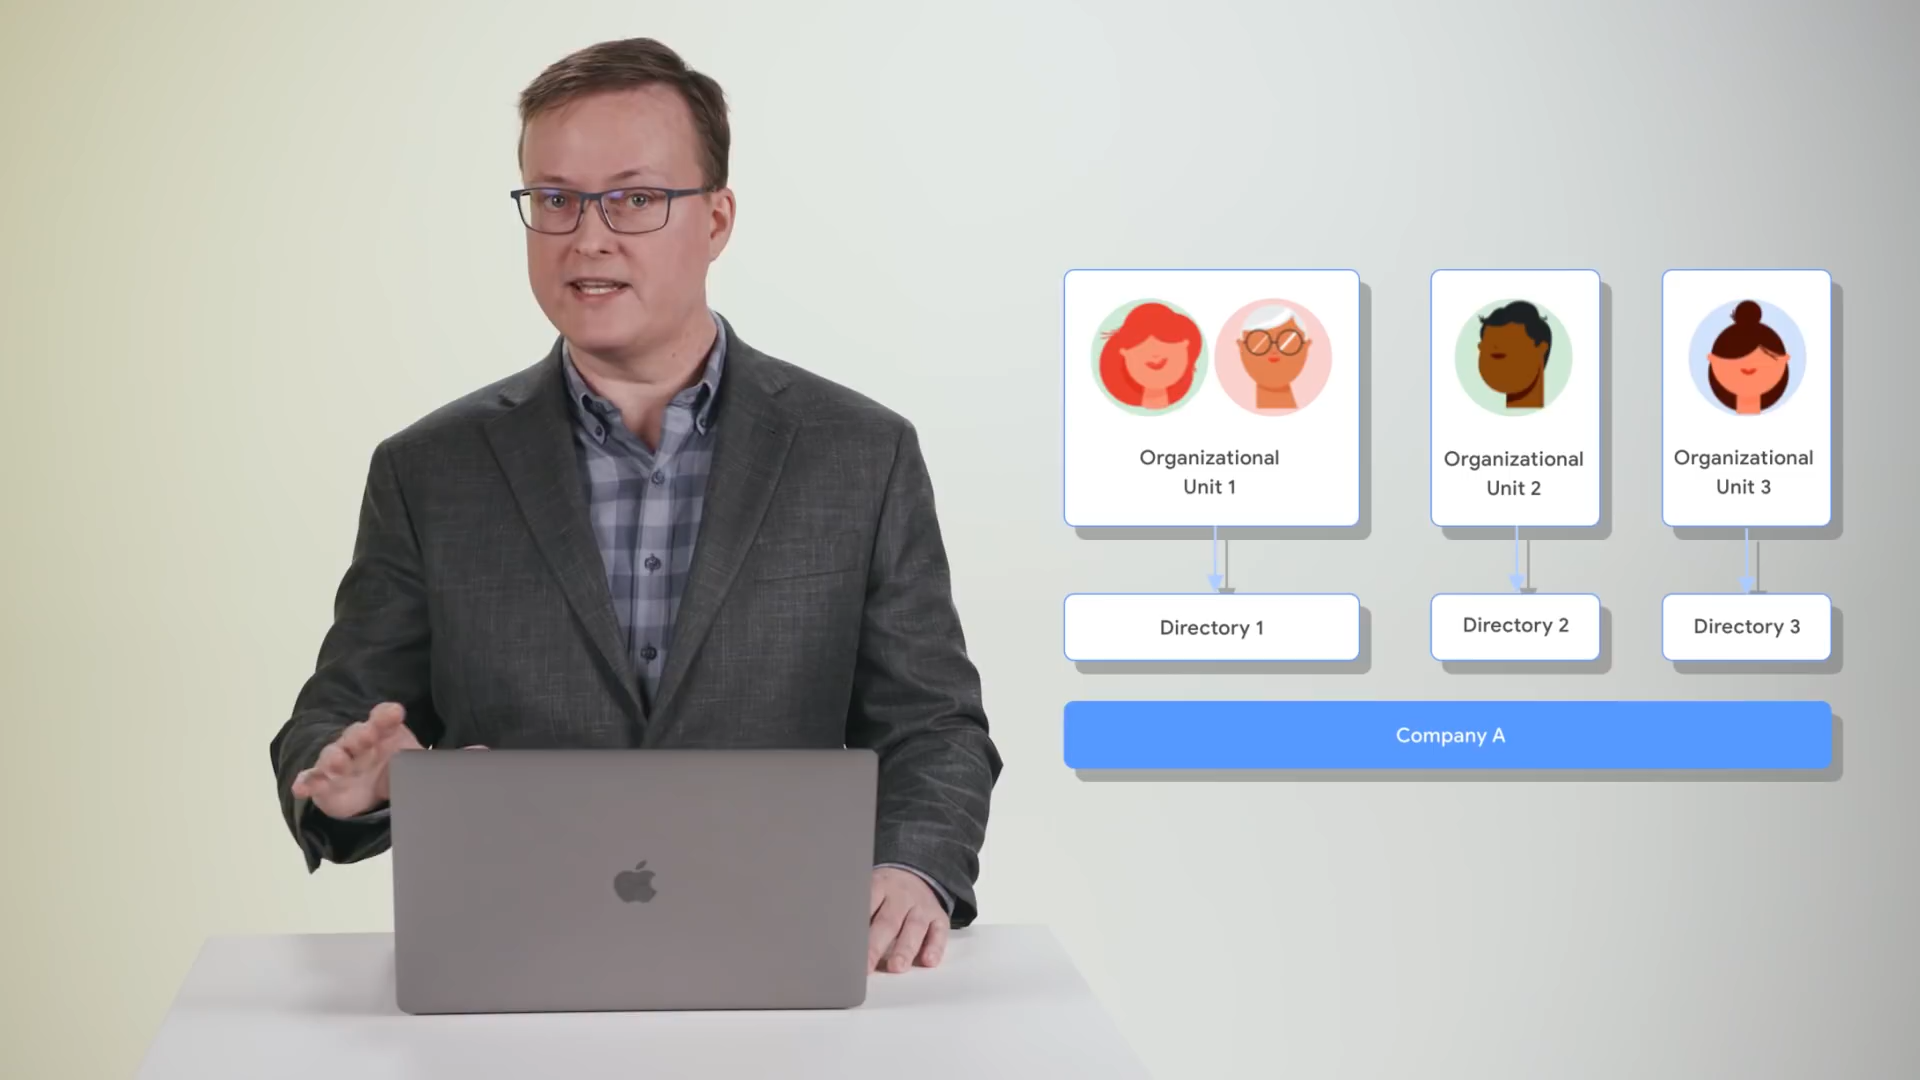 Organizational
Unit 1
Organizational
Unit 2
Organizational
Unit 3
Directory 1
Directory 2
Directory 3
Company A